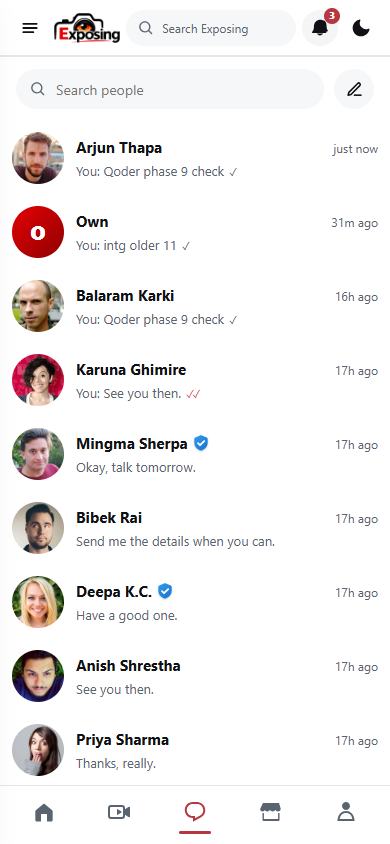 Exposing
Search Exposing
3
Search people
Arjun Thapa
just now
You: Qoder phase 9 check ✓
O
Own
31m ago
You: intg older 11 ✓
Balaram Karki
16h ago
You: Qoder phase 9 check ✓
Karuna Ghimire
17h ago
You: See you then. ✓✓
Mingma Sherpa
17h ago
Okay, talk tomorrow.
Bibek Rai
17h ago
Send me the details when you can.
Deepa K.C.
17h ago
Have a good one.
Anish Shrestha
17h ago
See you then.
Priya Sharma
17h ago
Thanks, really.